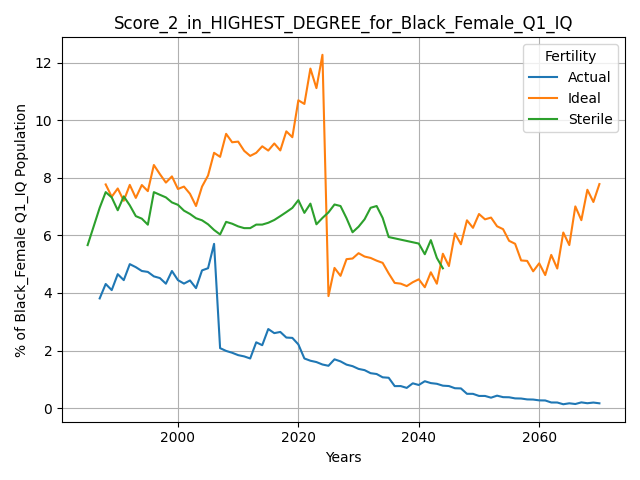 Score_2_in_HIGHEST_DEGREE_for_Black_Female_Q1_IQ
Fertility
Actual
Ideal
Sterile
% of Black_Female Q1_IQ Population
12
10
8
6
4
2
0
2000
2020
2040
2060
Years